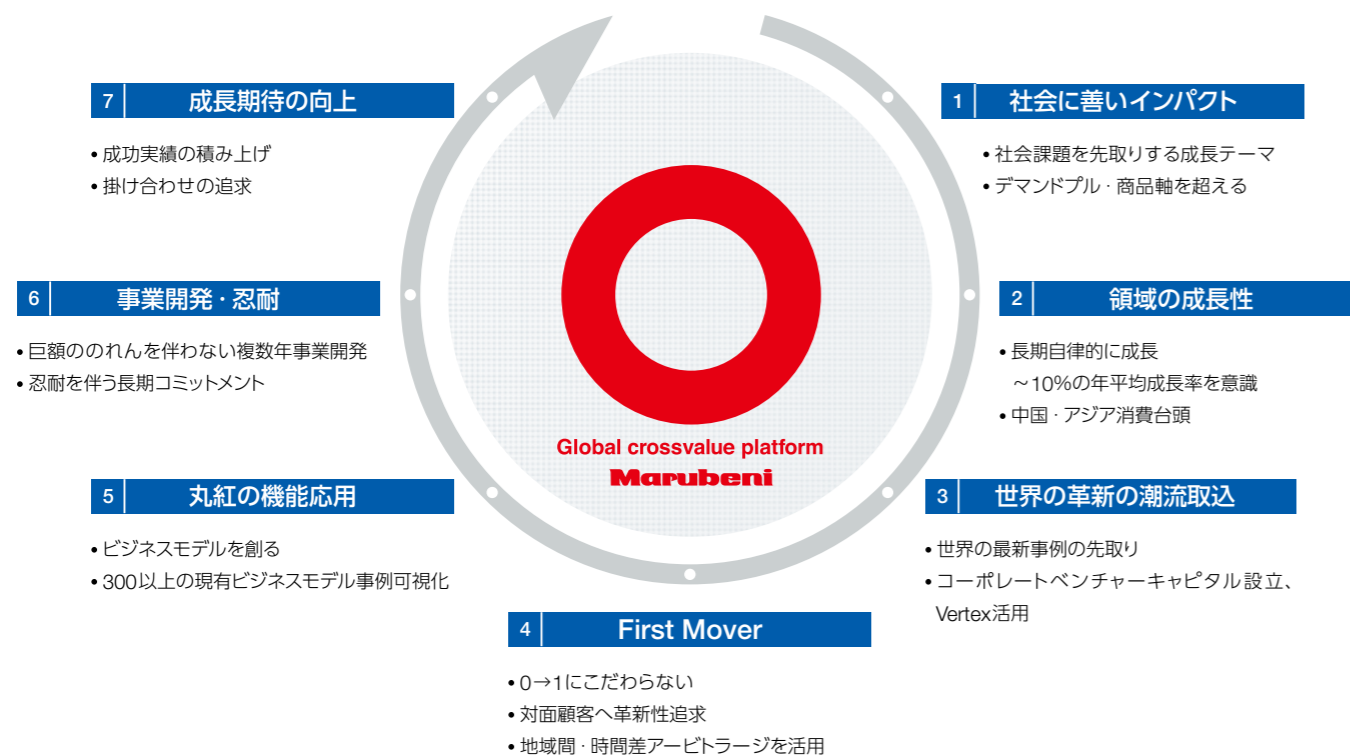 1 社会に善いインパクト
• 社会課題を先取りする成長テーマ
• デマンドプル・商品軸を超える
2 領域の成長性
• 長期自律的に成長
～10%の年平均成長率を意識
• 中国・アジア消費台頭
3 世界の革新の潮流取込
• 世界の最新事例の先取り
• コーポレートベンチャーキャピタル設立、
Vertex活用
4 First Mover
• 0→1にこだわらない
• 対面顧客へ革新性追求
• 地域間・時間差アービトラージを活用
5 丸紅の機能応用
• ビジネスモデルを創る
• 300以上の現有ビジネスモデル事例可視化
6 事業開発・忍耐
• 巨額ののれんを伴わない複数年事業開発
• 忍耐を伴う長期コミットメント
7 成長期待の向上
• 成功実績の積み上げ
• 掛け合わせの追求
Global crossvalue platform
Marubeni